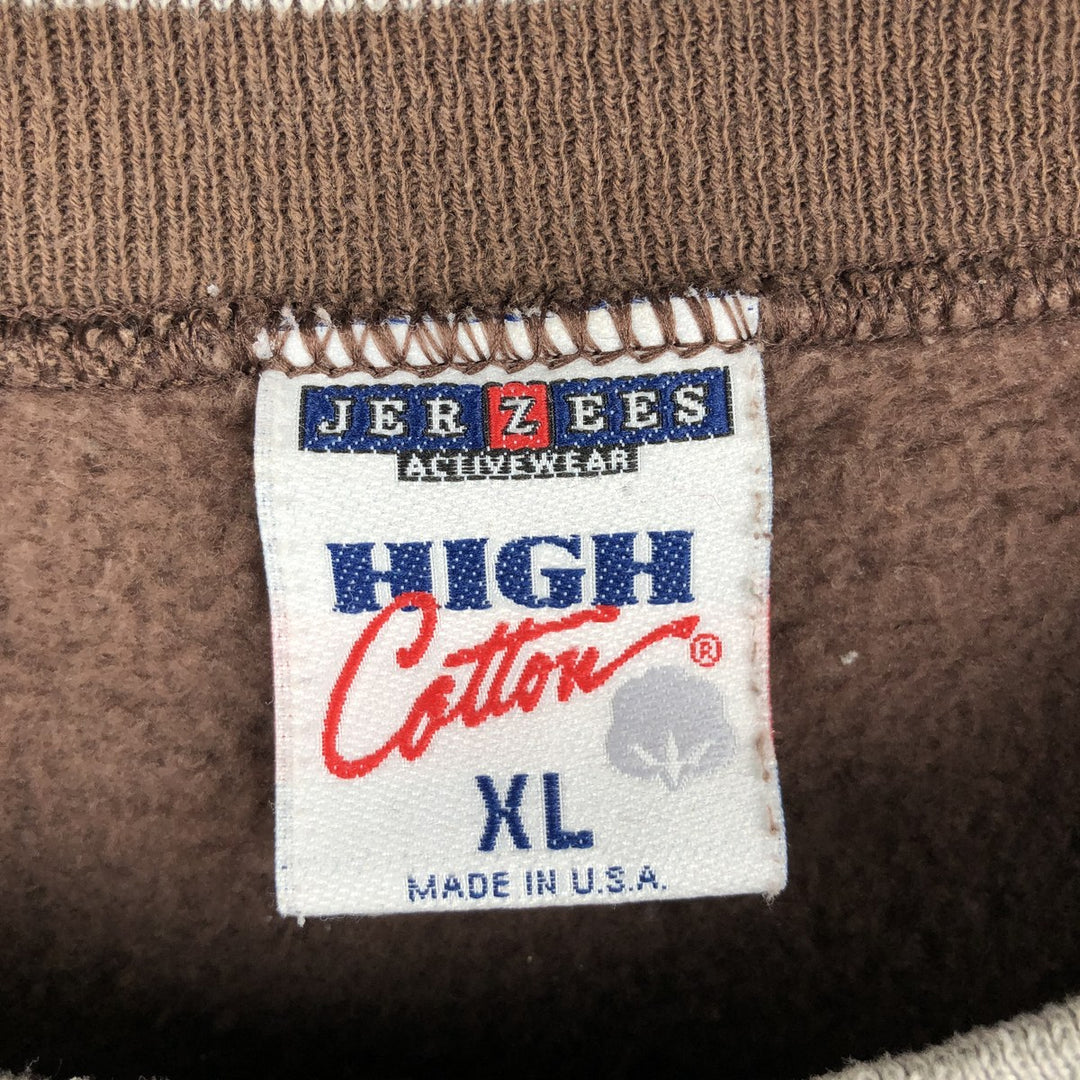 JERZEES
ACTIVEWEAR
HIGH
Cotton®
XL
MADE IN U.S.A.